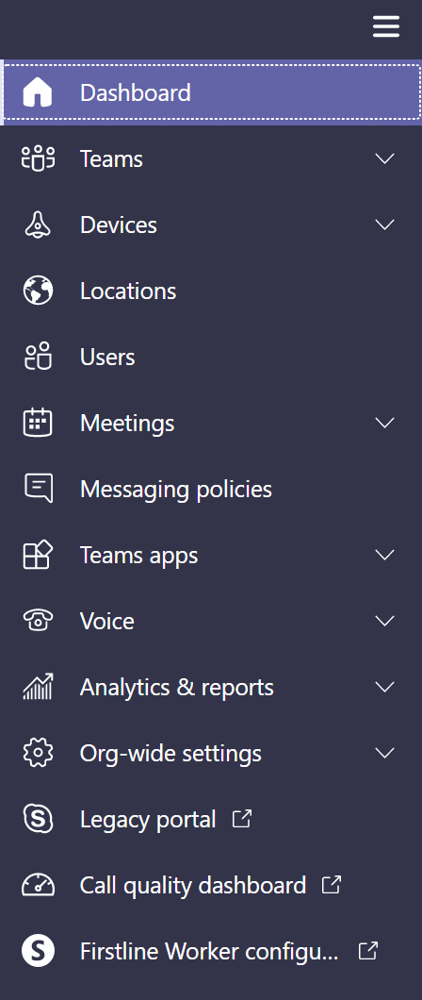 Dashboard
Teams
Devices
Locations
Users
Meetings
Messaging policies
Teams apps
Voice
Analytics & reports
Org-wide settings
Legacy portal
Call quality dashboard
Firstline Worker configu...